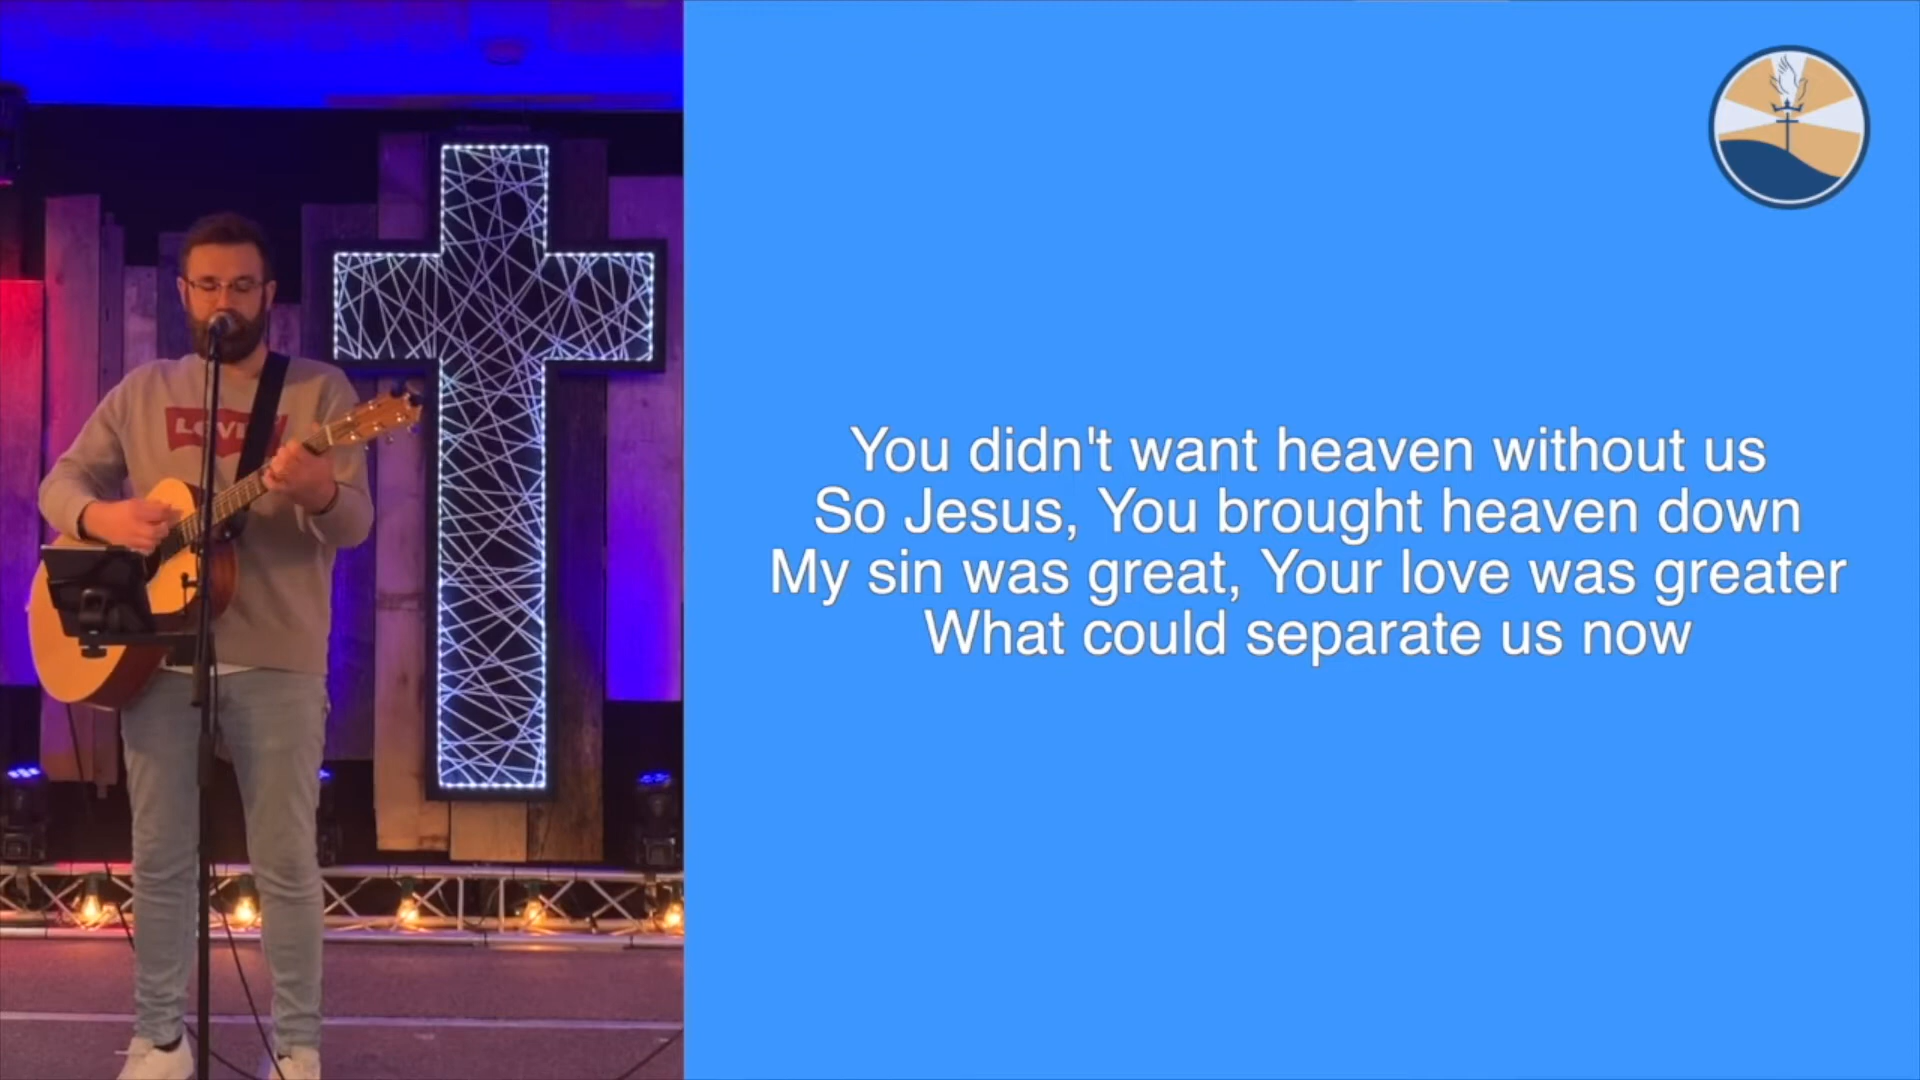 LEVI'S
You didn't want heaven without us
So Jesus, You brought heaven down
My sin was great, Your love was greater
What could separate us now